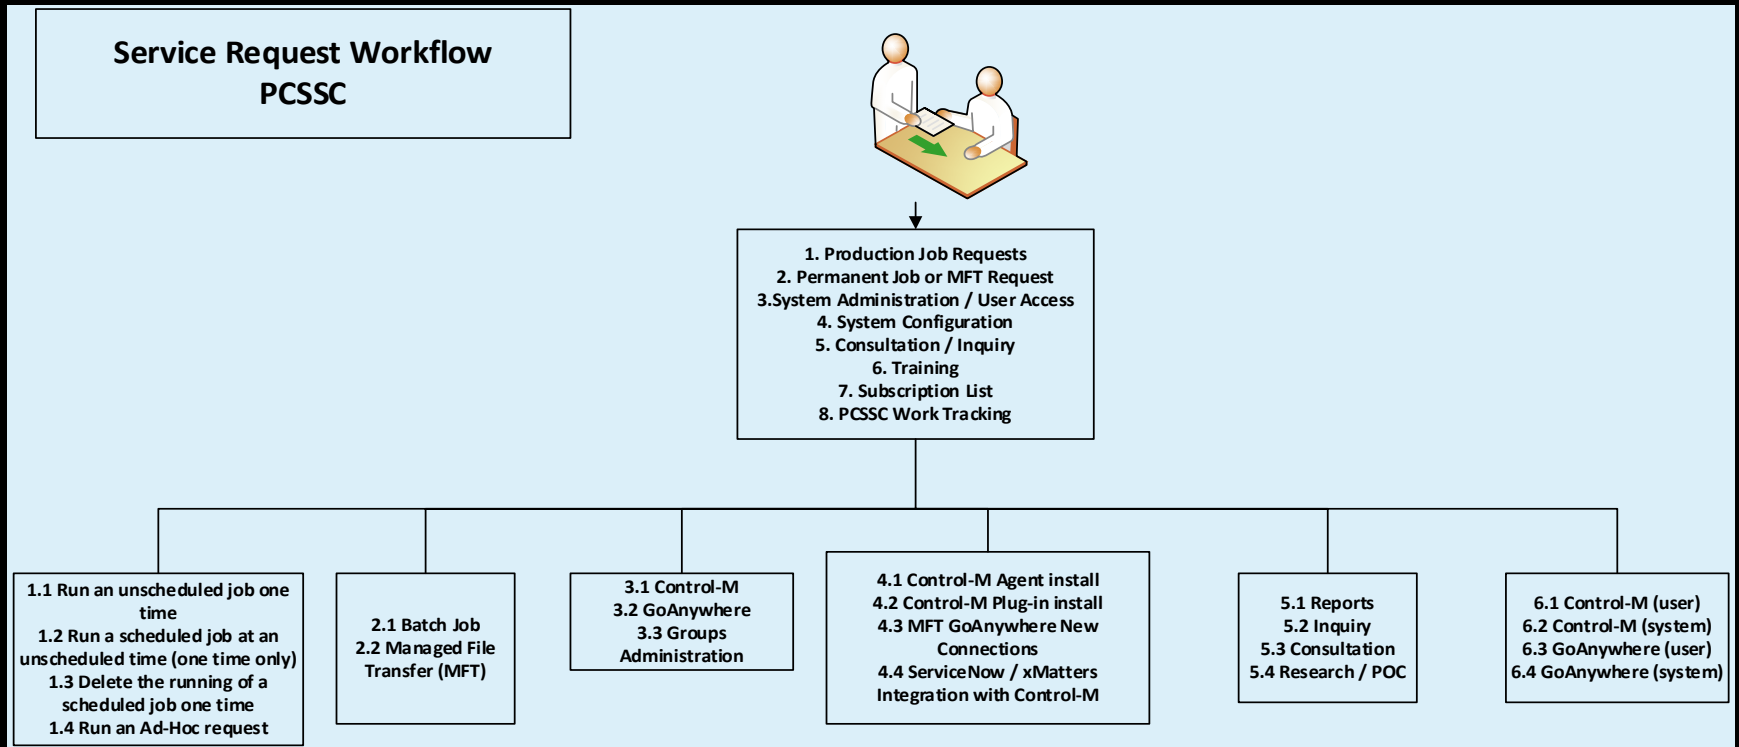 Service Request Workflow
PCSSC
1. Production Job Requests
2. Permanent Job or MFT Request
3.System Administration / User Access
4. System Configuration
5. Consultation / Inquiry
6. Training
7. Subscription List
8. PCSSC Work Tracking
1.1 Run an unscheduled job one
time
1.2 Run a scheduled job at an
unscheduled time (one time only)
1.3 Delete the running of a
scheduled job one time
1.4 Run an Ad-Hoc request
2.1 Batch Job
2.2 Managed File
Transfer (MFT)
3.1 Control-M
3.2 GoAnywhere
3.3 Groups
Administration
4.1 Control-M Agent install
4.2 Control-M Plug-in install
4.3 MFT GoAnywhere New
Connections
4.4 ServiceNow / xMatters
Integration with Control-M
5.1 Reports
5.2 Inquiry
5.3 Consultation
5.4 Research / POC
6.1 Control-M (user)
6.2 Control-M (system)
6.3 GoAnywhere (user)
6.4 GoAnywhere (system)